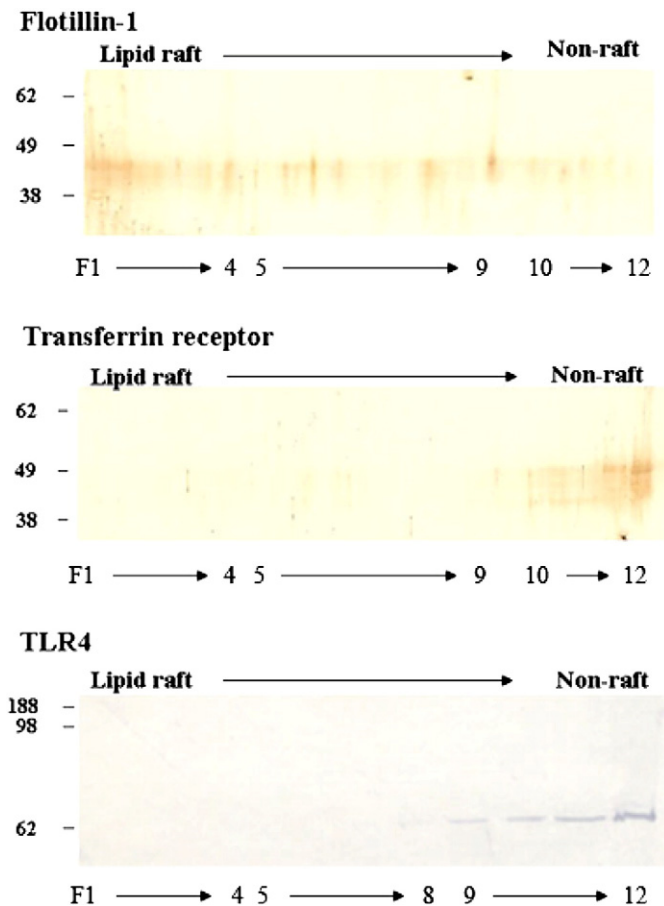 Flotillin-1
Lipid raft Non-raft
62
49
38
F1 4 5 9 10 12
Transferrin receptor
Lipid raft Non-raft
62
49
38
F1 4 5 9 10 12
TLR4
Lipid raft Non-raft
188
98
62
F1 4 5 8 9 12